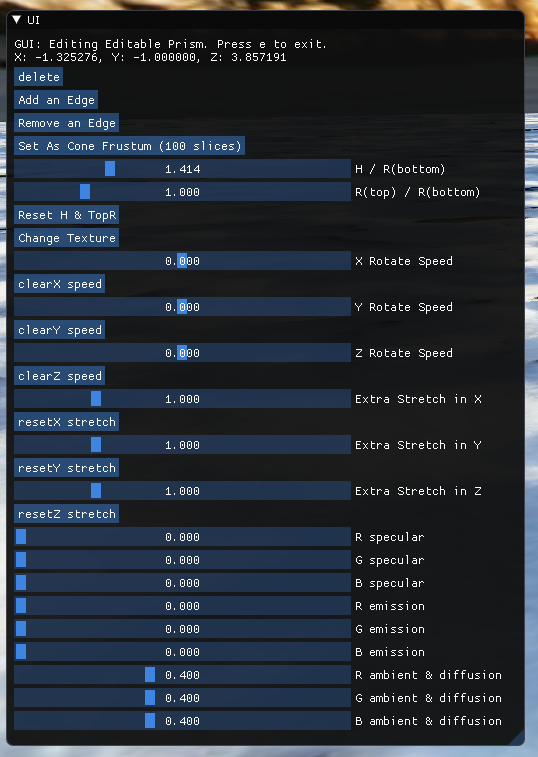 UI
GUI: Editing Editable Prism. Press e to exit.
X: -1.325276, Y: -1.000000, Z: 3.857191
delete
Add an Edge
Remove an Edge
Set As Cone Frustum (100 slices)
1.414 H / R(bottom)
1.000 R(top) / R(bottom)
Reset H & TopR
Change Texture
0.000 X Rotate Speed
clearX speed
0.000 Y Rotate Speed
clearY speed
0.000 Z Rotate Speed
clearZ speed
1.000 Extra Stretch in X
resetX stretch
1.000 Extra Stretch in Y
resetY stretch
1.000 Extra Stretch in Z
resetZ stretch
0.000 R specular
0.000 G specular
0.000 B specular
0.000 R emission
0.000 G emission
0.000 B emission
0.400 R ambient & diffusion
0.400 G ambient & diffusion
0.400 B ambient & diffusion